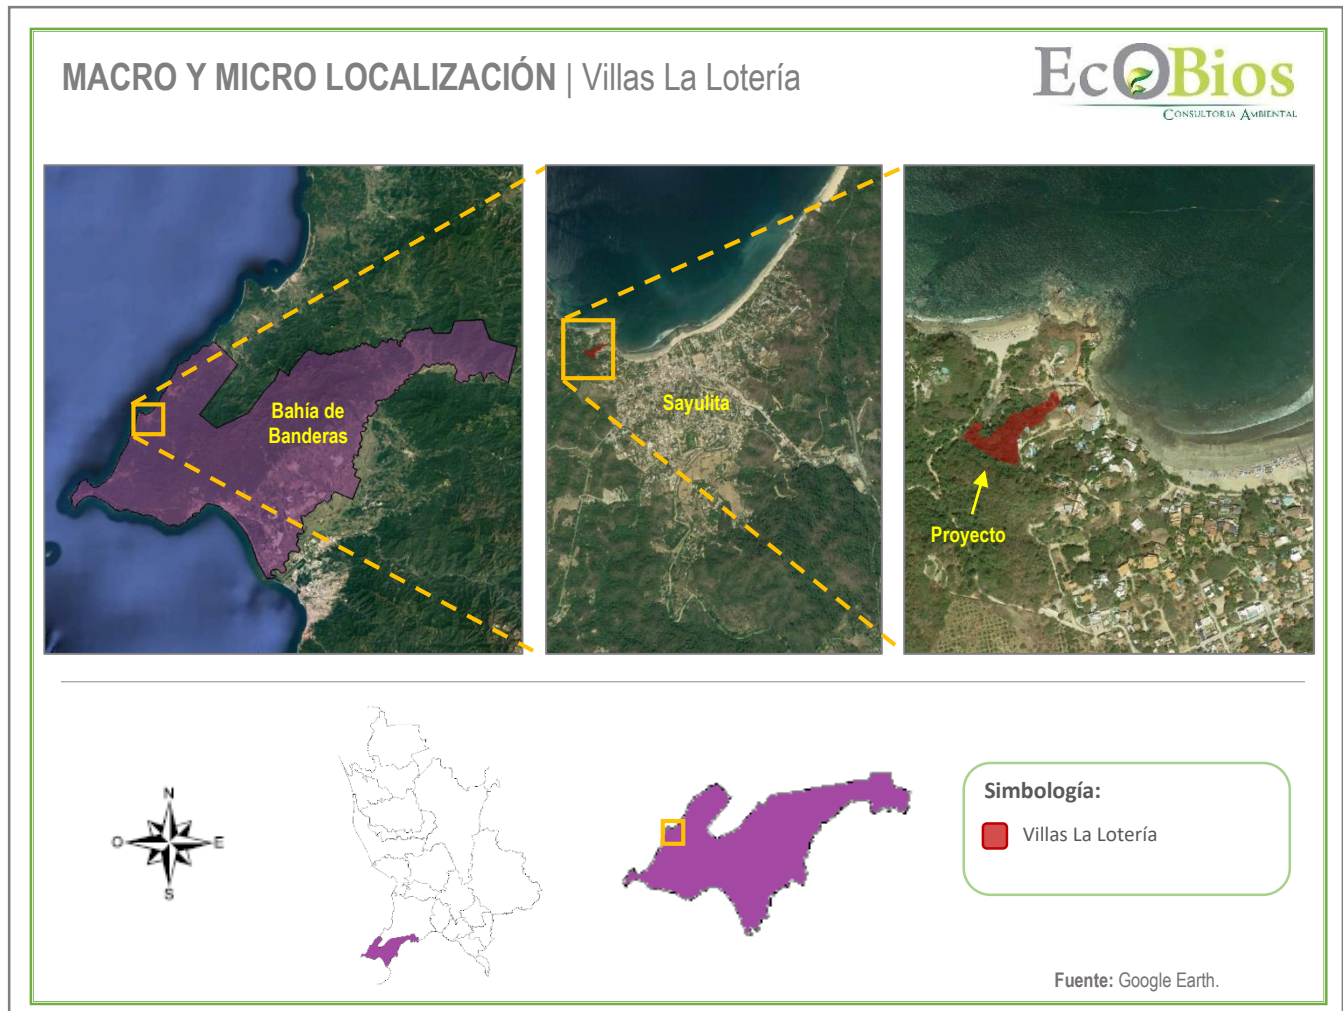 MACRO Y MICRO LOCALIZACIÓN | Villas La Lotería
EcOBios
CONSULTORIA AMBIENTAL
Bahía de
Banderas
Sayulita
Proyecto
N
O
E
S
Simbología:
Villas La Lotería
Fuente: Google Earth.